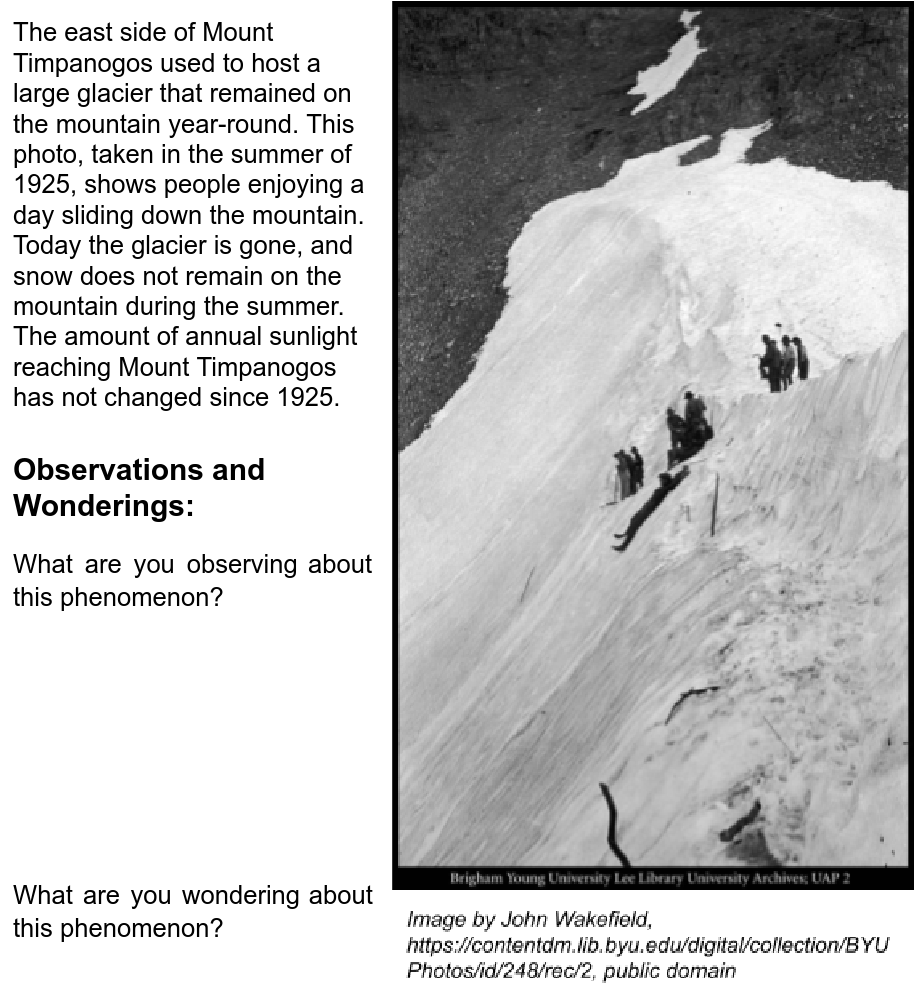 The east side of Mount
Timpanogos used to host a
large glacier that remained on
the mountain year-round. This
photo, taken in the summer of
1925, shows people enjoying a
day sliding down the mountain.
Today the glacier is gone, and
snow does not remain on the
mountain during the summer.
The amount of annual sunlight
reaching Mount Timpanogos
has not changed since 1925.
Observations and
Wonderings:
What are you observing about
this phenomenon?
What are you wondering about
this phenomenon?
Brigham Young University Lee Library University Archives; UAP 2
Image by John Wakefield,
https://contentdm.lib.byu.edu/digital/collection/BYU
Photos/id/248/rec/2, public domain